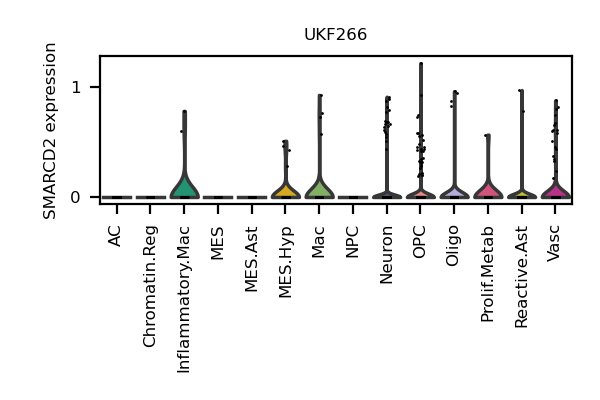 UKF266
SMARCD2 expression
1
0
AC
Chromatin.Reg
Inflammatory.Mac
MES
MES.Ast
MES.Hyp
Mac
NPC
Neuron
OPC
Oligo
Prolif.Metab
Reactive.Ast
Vasc